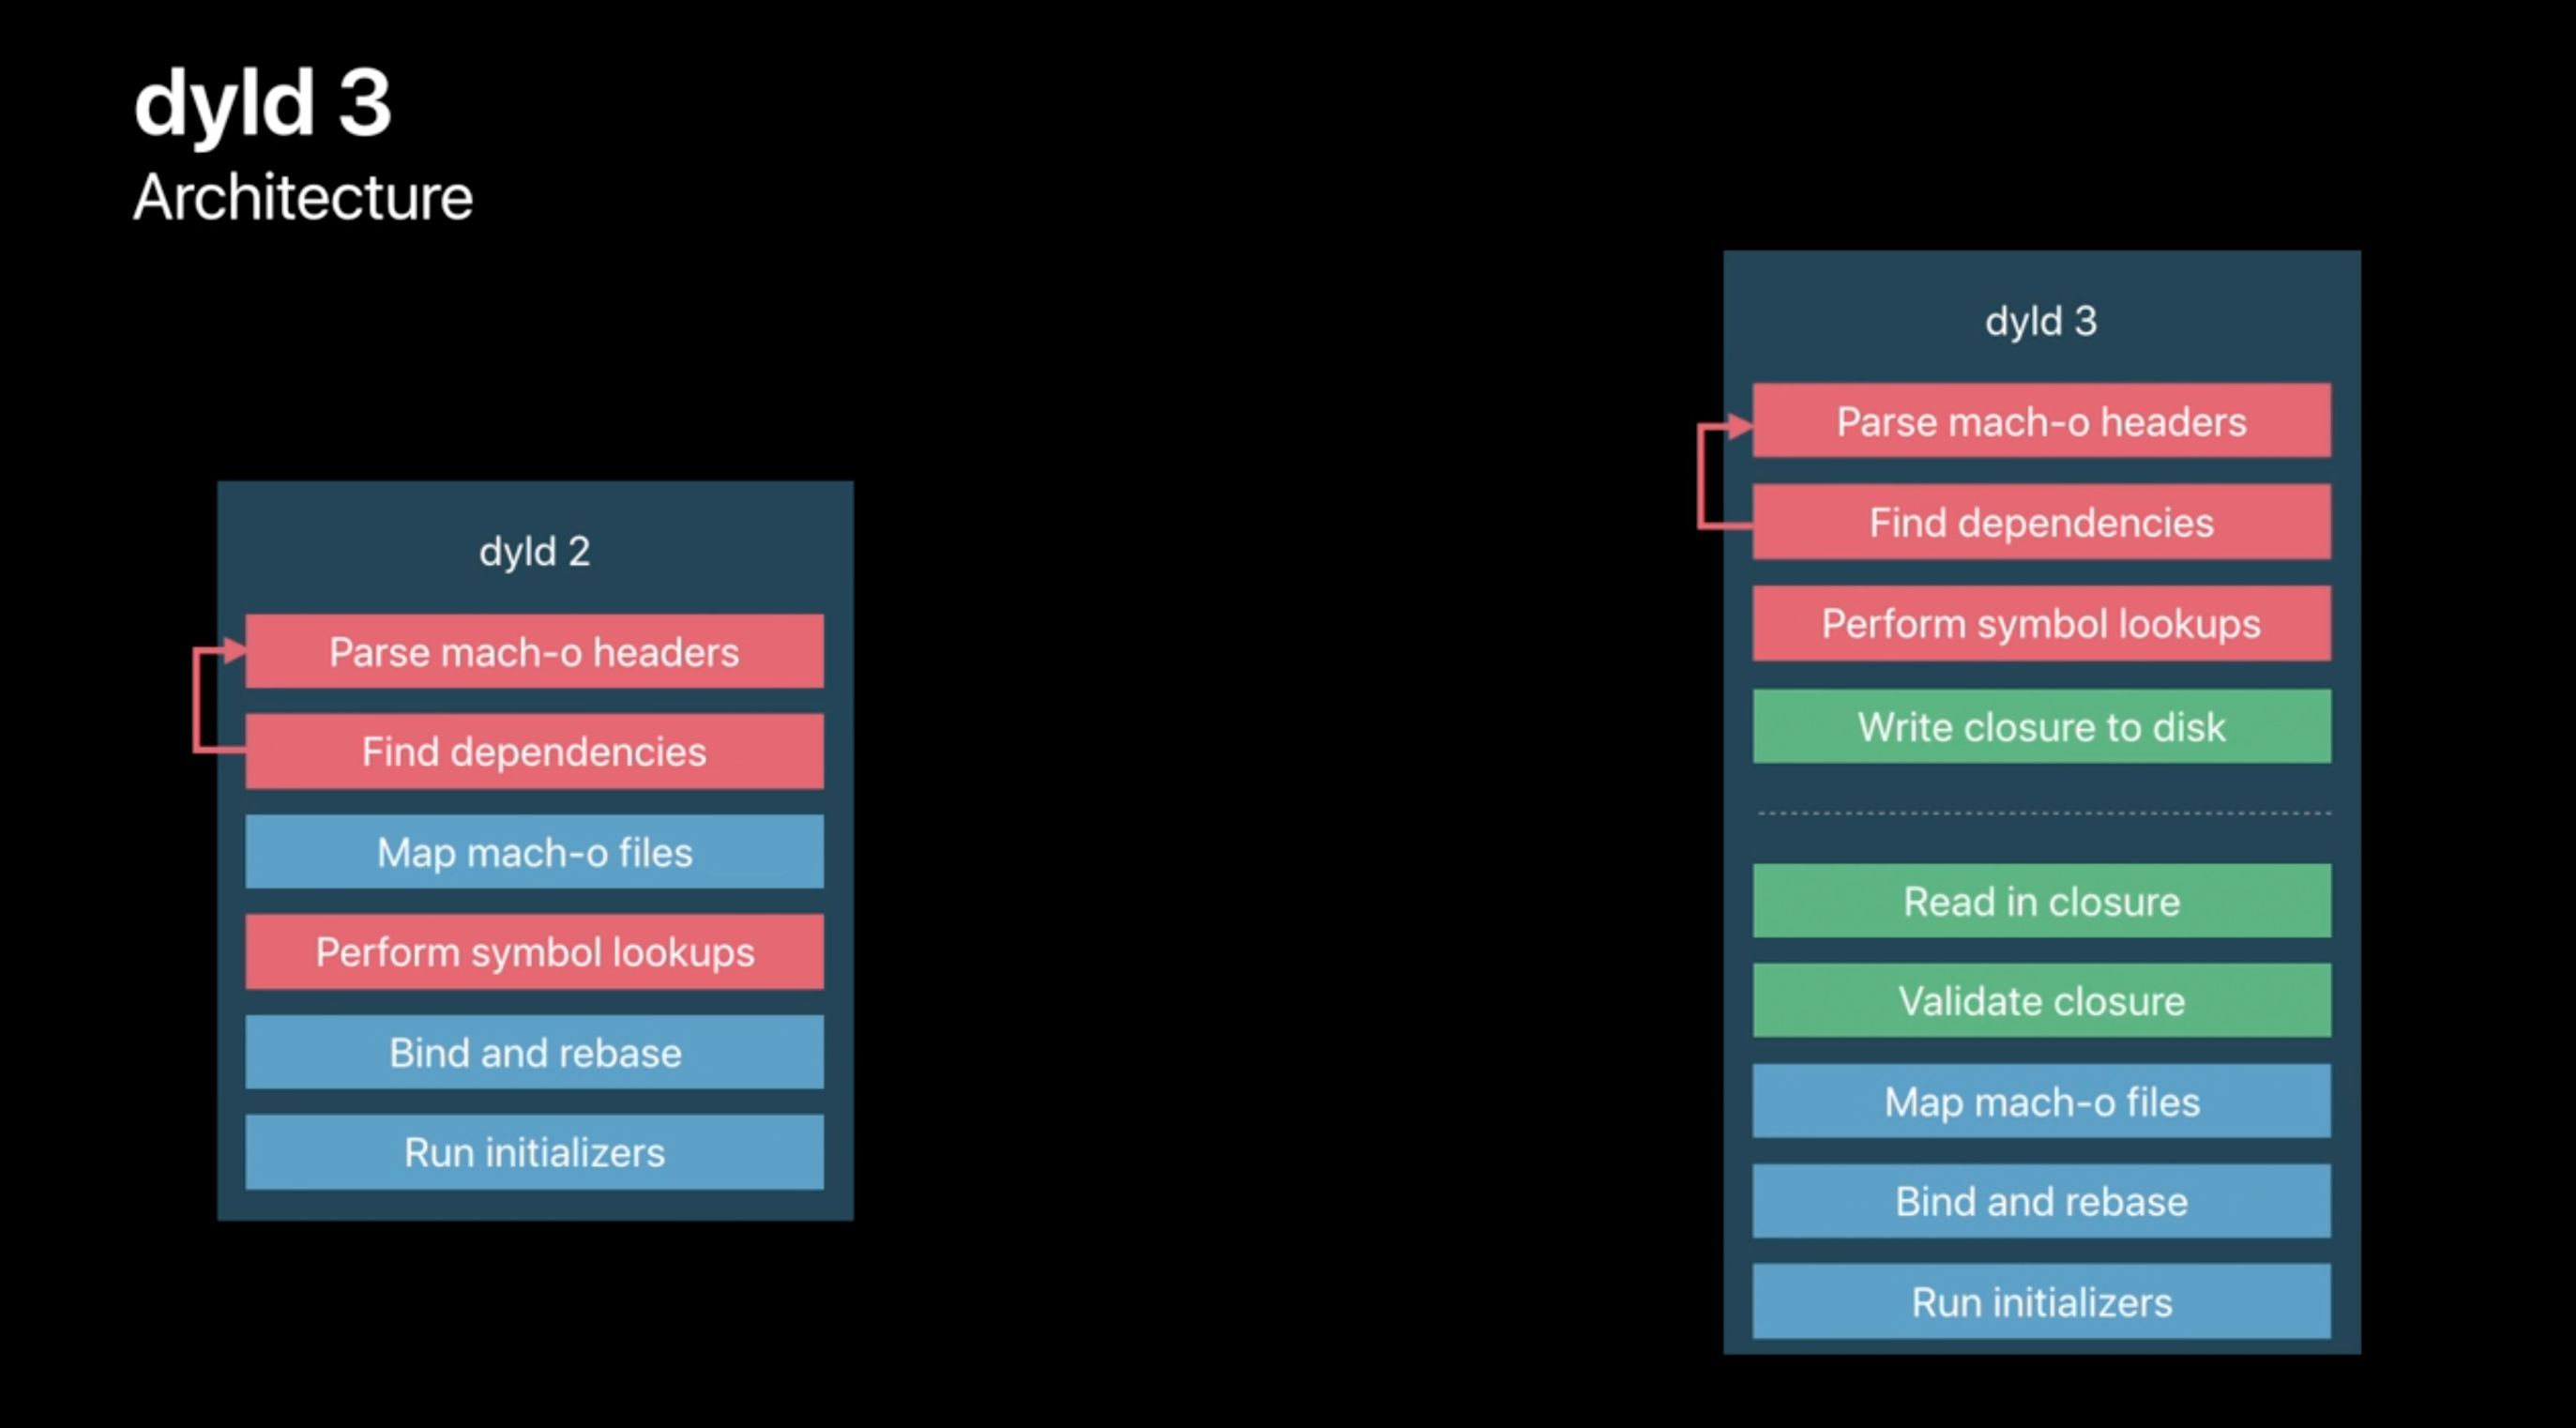 dyld 3
Architecture
dyld 2
Parse mach-o headers
Find dependencies
Map mach-o files
Perform symbol lookups
Bind and rebase
Run initializers
dyld 3
Parse mach-o headers
Find dependencies
Perform symbol lookups
Write closure to disk
Read in closure
Validate closure
Map mach-o files
Bind and rebase
Run initializers